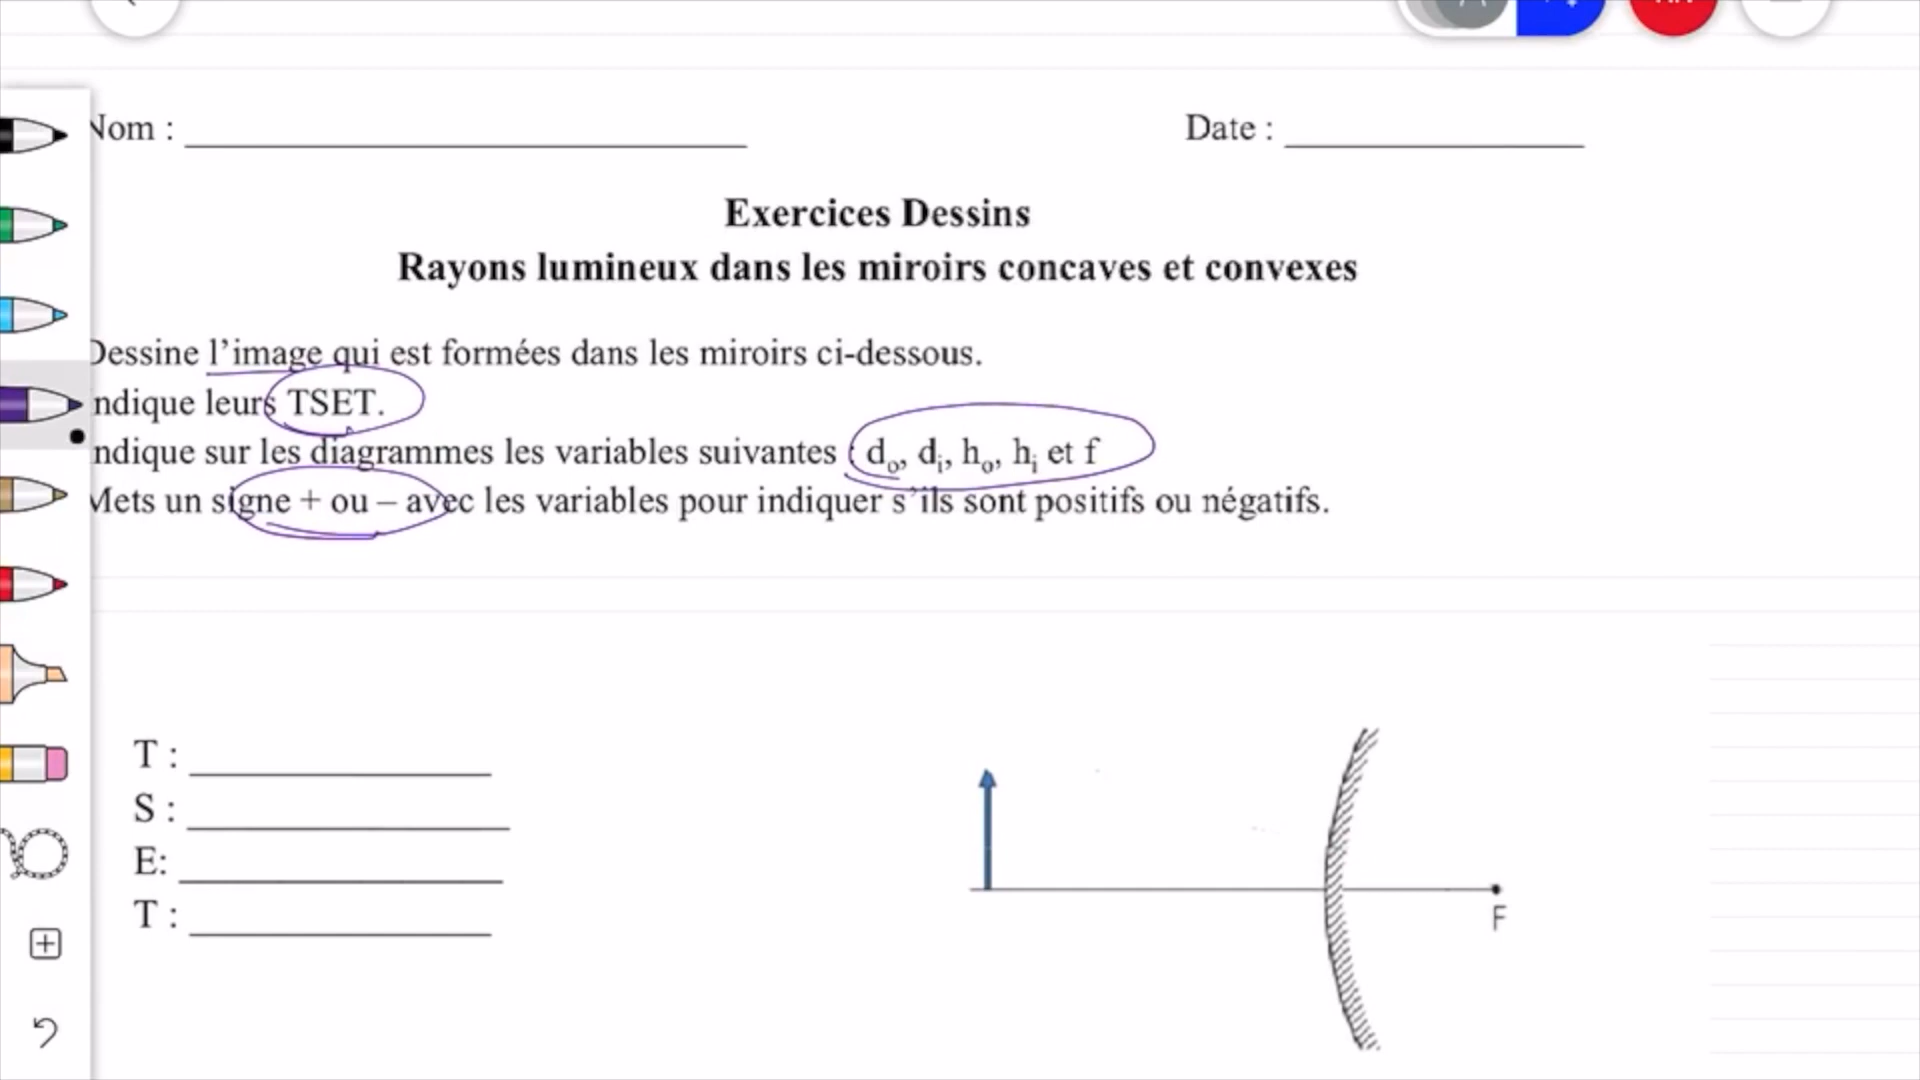 Nom : Date :
Exercices Dessins
Rayons lumineux dans les miroirs concaves et convexes
Dessine l’image qui est formées dans les miroirs ci-dessous.
ndique leurs TSET.
ndique sur les diagrammes les variables suivantes : do, di, ho, hi et f
Mets un signe + ou – avec les variables pour indiquer s’ils sont positifs ou négatifs.
T :
S :
E:
T :
F